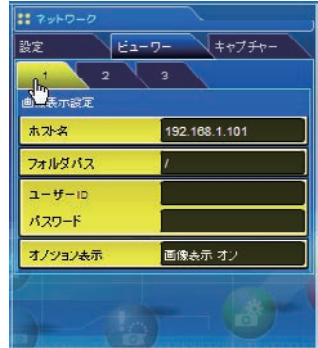 ネットワーク
設定 ビューワー キャプチャー
1 2 3
画像表示設定
ホスト名 192.168.1.101
フォルダパス /
ユーザーID
パスワード
オプション表示 画像表示 オン